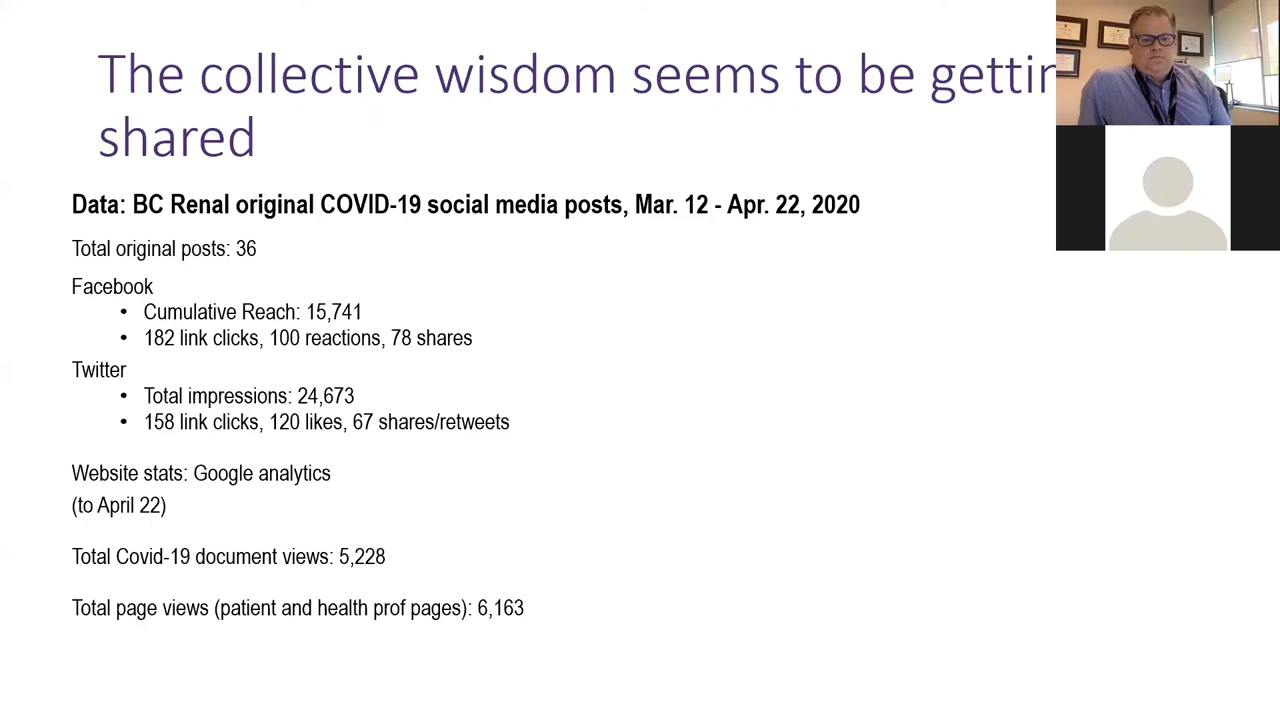 The collective wisdom seems to be gettin
shared
Data: BC Renal original COVID-19 social media posts, Mar. 12 - Apr. 22, 2020
Total original posts: 36
Facebook
• Cumulative Reach: 15,741
• 182 link clicks, 100 reactions, 78 shares
Twitter
• Total impressions: 24,673
• 158 link clicks, 120 likes, 67 shares/retweets
Website stats: Google analytics
(to April 22)
Total Covid-19 document views: 5,228
Total page views (patient and health prof pages): 6,163